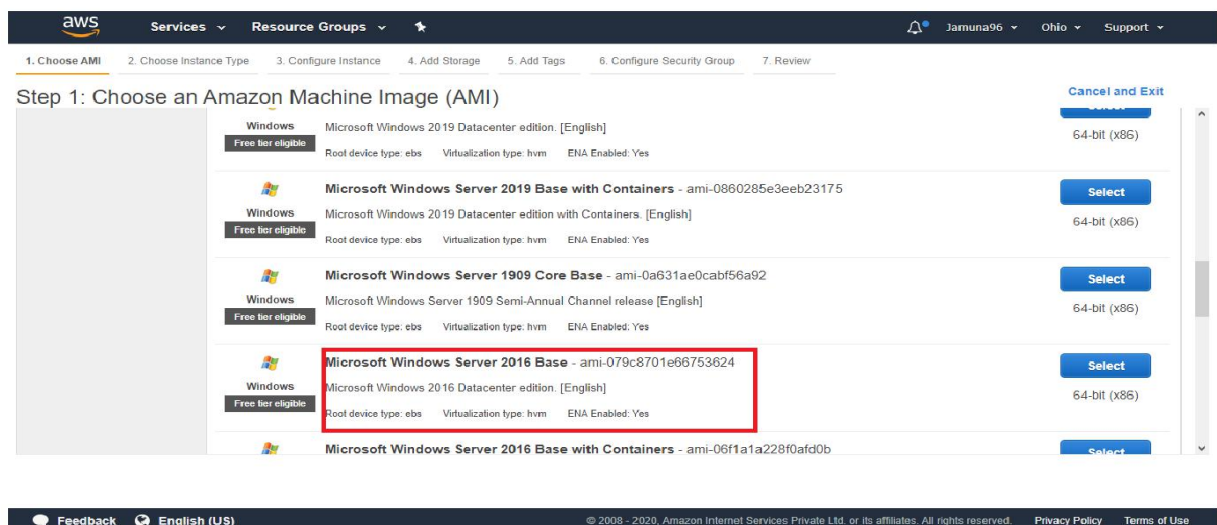 aws Services Resource Groups Jamuna96 Ohio Support
1. Choose AMI 2. Choose Instance Type 3. Configure Instance 4. Add Storage 5. Add Tags 6. Configure Security Group 7. Review
Step 1: Choose an Amazon Machine Image (AMI)
Cancel and Exit
Windows
Free tier eligible
Microsoft Windows 2019 Datacenter edition. [English]
Root device type: ebs Virtualization type: hvm ENA Enabled: Yes
Select
64-bit (x86)
Microsoft Windows Server 2019 Base with Containers - ami-0860285e3eeb23175
Windows
Free tier eligible
Microsoft Windows 2019 Datacenter edition with Containers. [English]
Root device type: ebs Virtualization type: hvm ENA Enabled: Yes
Select
64-bit (x86)
Microsoft Windows Server 1909 Core Base - ami-0a631ae0cabf56a92
Windows
Free tier eligible
Microsoft Windows Server 1909 Semi-Annual Channel release [English]
Root device type: ebs Virtualization type: hvm ENA Enabled: Yes
Select
64-bit (x86)
Microsoft Windows Server 2016 Base - ami-079c8701e66753624
Windows
Free tier eligible
Microsoft Windows 2016 Datacenter edition. [English]
Root device type: ebs Virtualization type: hvm ENA Enabled: Yes
Select
64-bit (x86)
Microsoft Windows Server 2016 Base with Containers - ami-06f1a1a228f0afd0b
Select
Feedback English (US) © 2008 - 2020, Amazon Internet Services Private Ltd. or its affiliates. All rights reserved. Privacy Policy Terms of Use